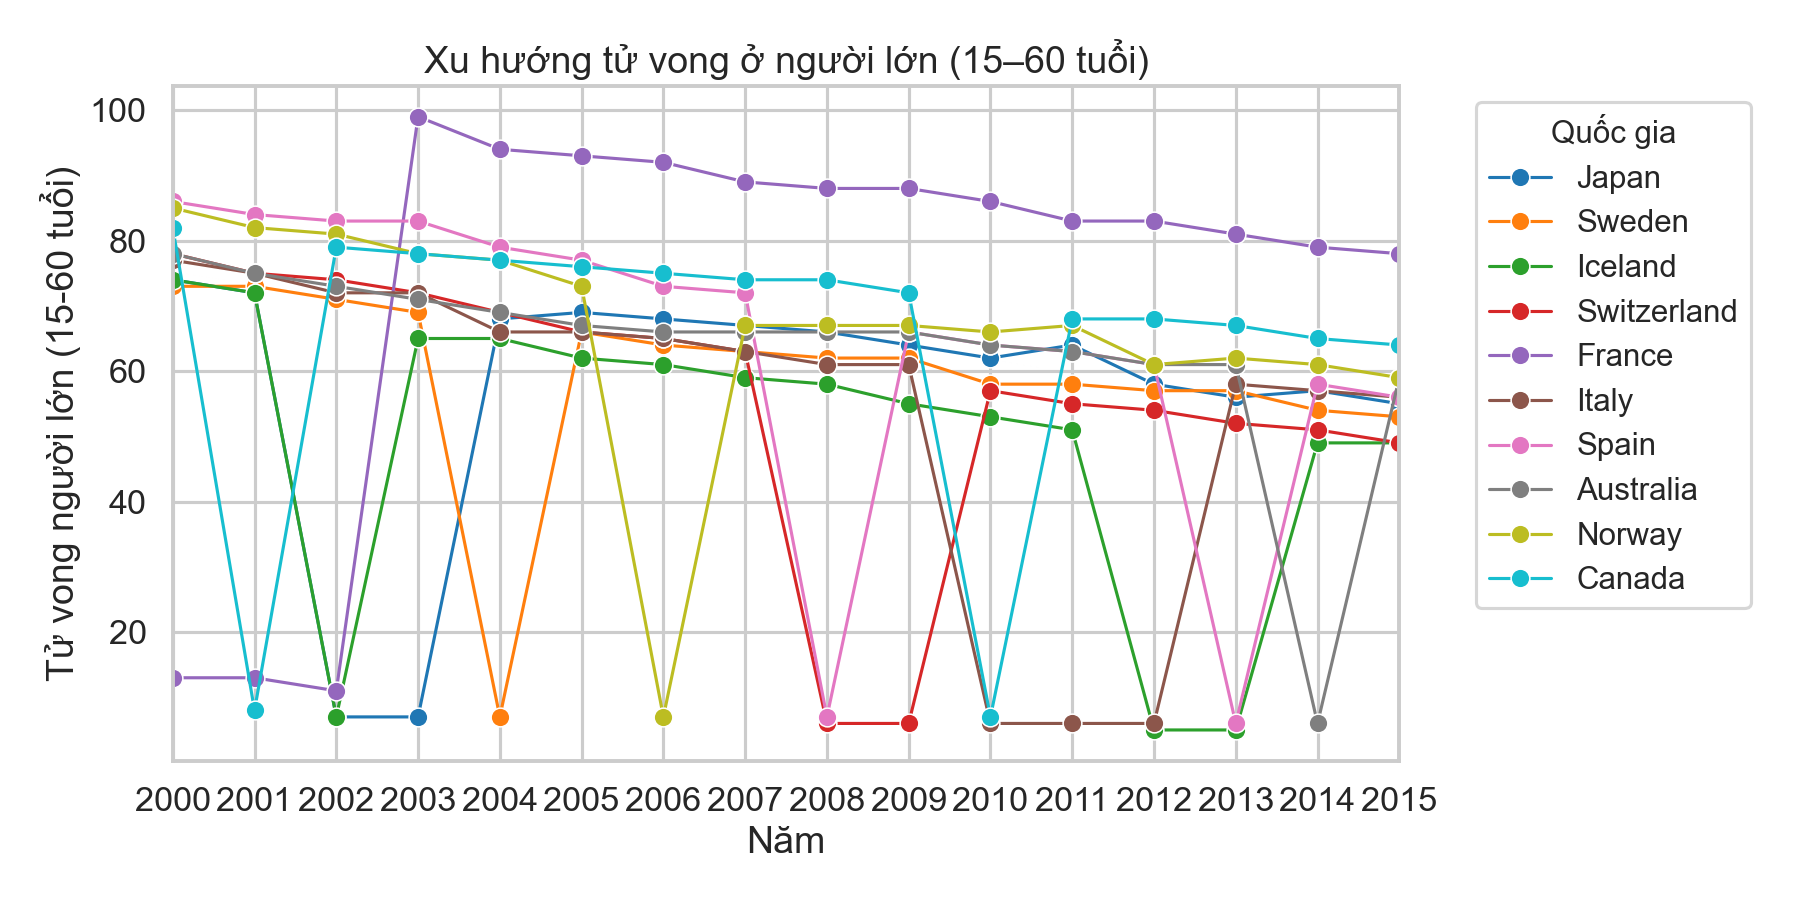 Xu hướng tử vong ở người lớn (15–60 tuổi)
Tử vong người lớn (15-60 tuổi)
100
80
60
40
20
2000 2001 2002 2003 2004 2005 2006 2007 2008 2009 2010 2011 2012 2013 2014 2015
Năm
Quốc gia
Japan
Sweden
Iceland
Switzerland
France
Italy
Spain
Australia
Norway
Canada